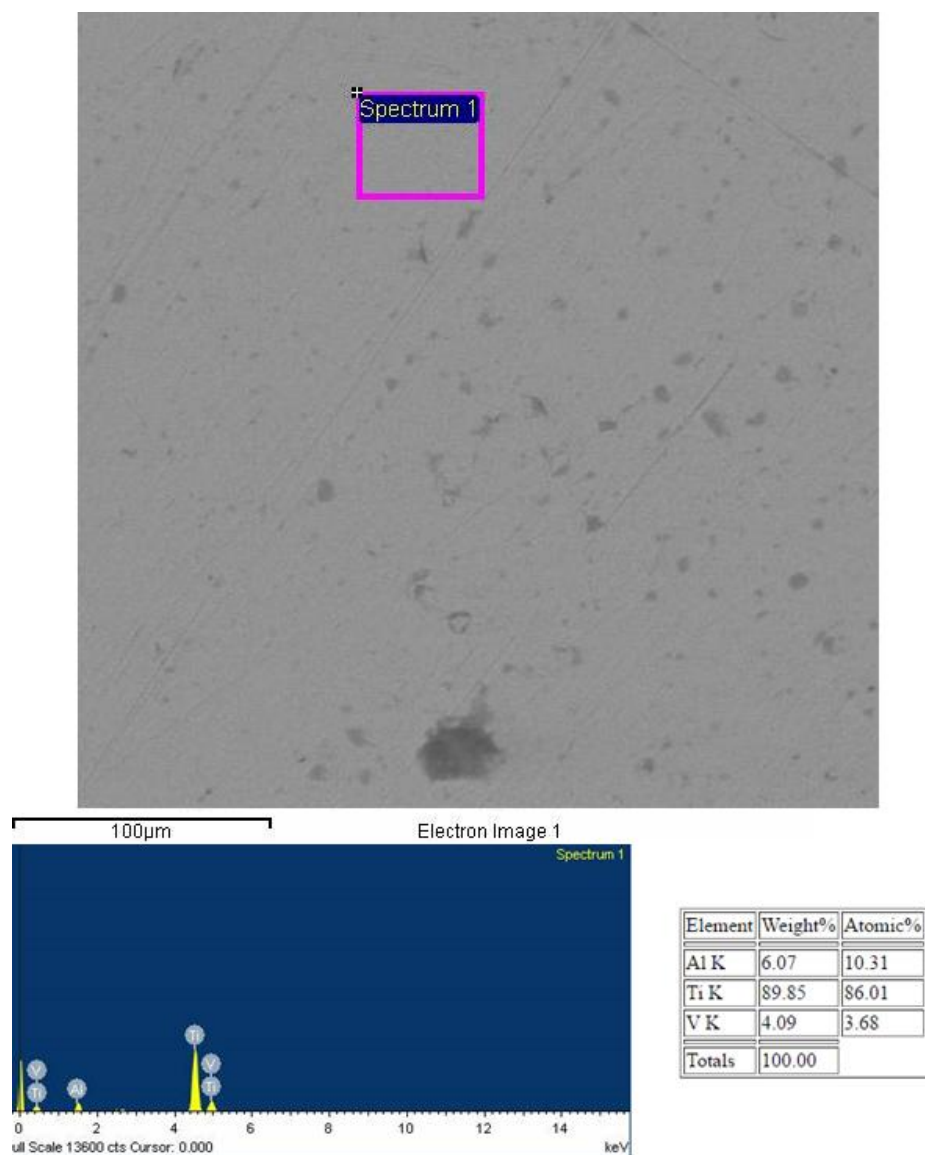 Spectrum 1
100µm
Electron Image 1
Spectrum 1
Ti
V
V
Ti
Al
Ti
0 2 4 6 8 10 12 14
ull Scale 13600 cts Cursor: 0.000
keV
Element Weight% Atomic%
Al K 6.07 10.31
Ti K 89.85 86.01
V K 4.09 3.68
Totals 100.00